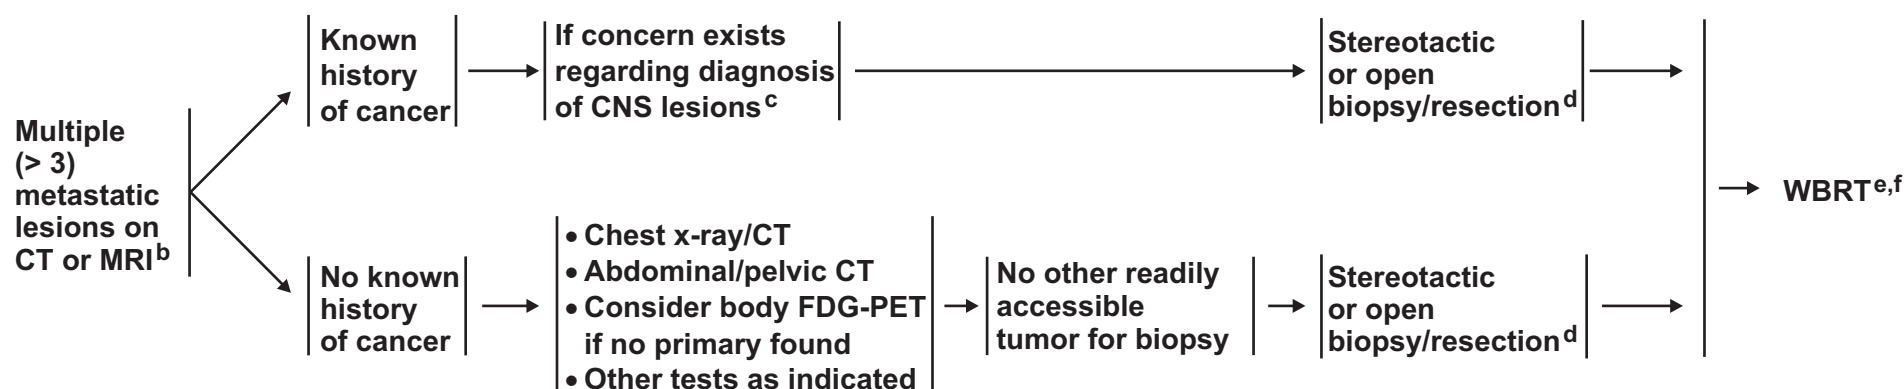 Multiple
(> 3)
metastatic
lesions on
CT or MRI b
Known
history
of cancer
If concern exists
regarding diagnosis
of CNS lesions c
Stereotactic
or open
biopsy/resection d
No known
history
of cancer
• Chest x-ray/CT
• Abdominal/pelvic CT
• Consider body FDG-PET
if no primary found
• Other tests as indicated
No other readily
accessible
tumor for biopsy
Stereotactic
or open
biopsy/resection d
WBRT e,f